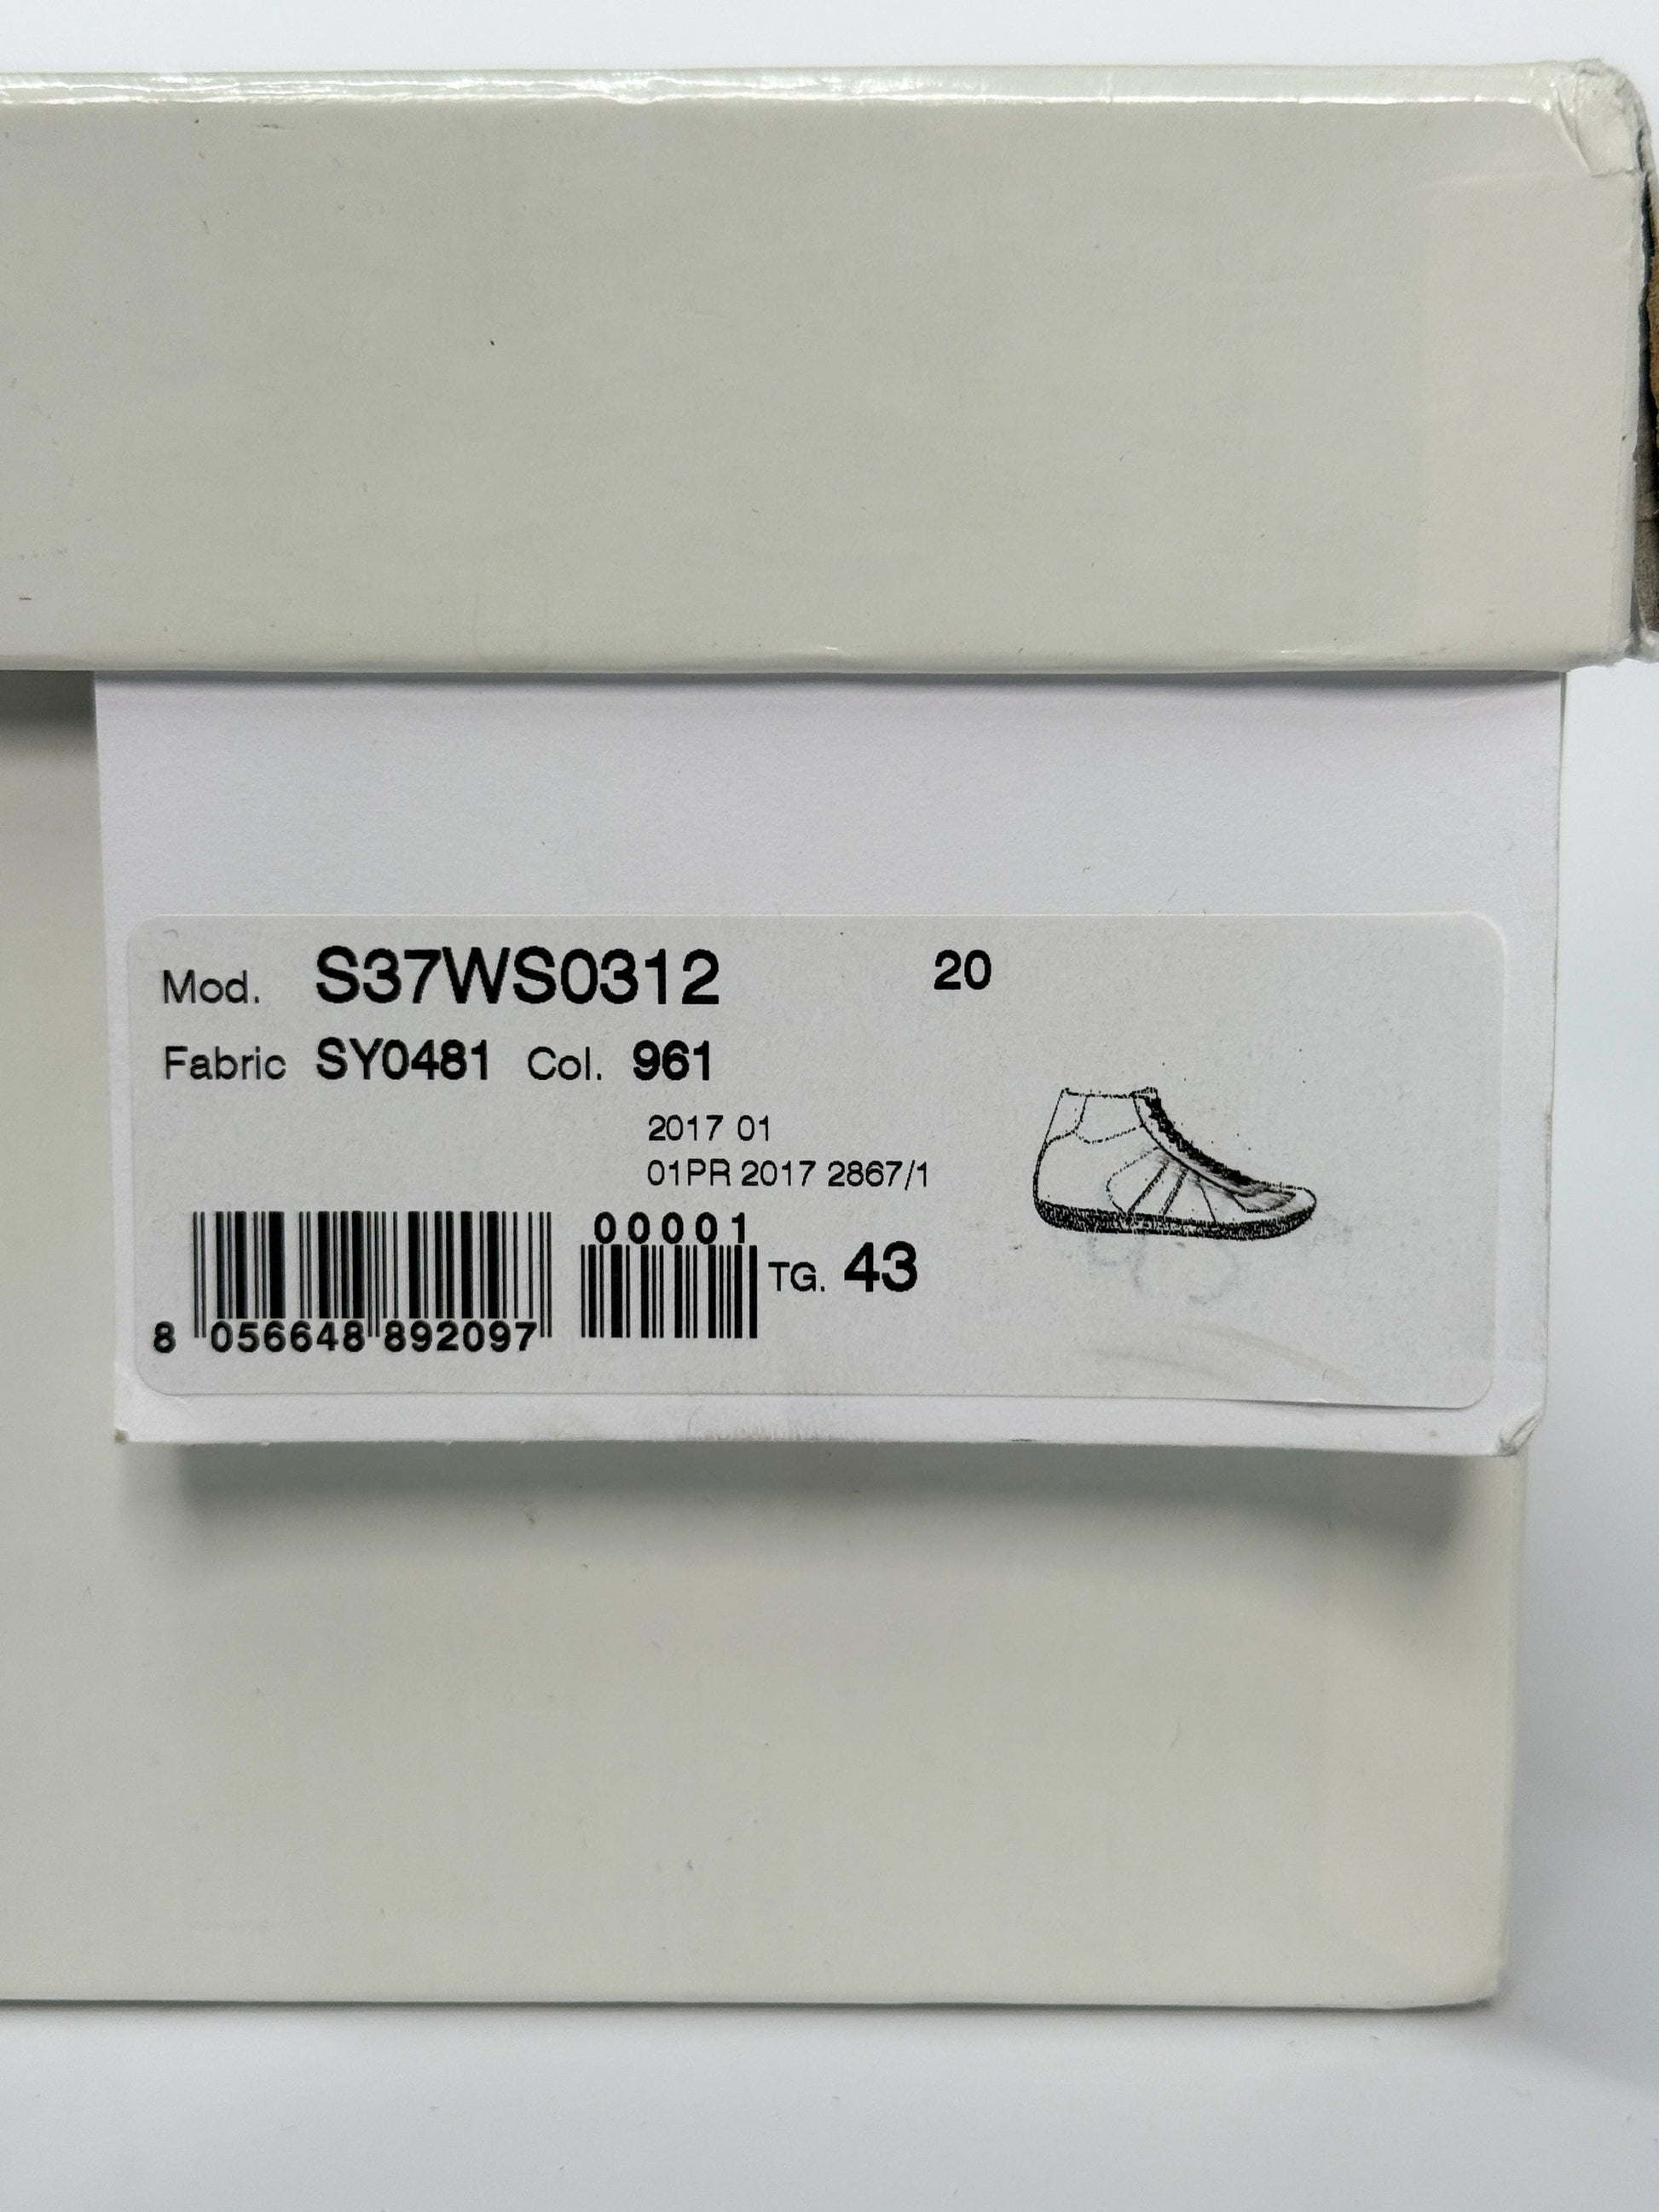 Mod. S37WS0312 20
Fabric SY0481 Col. 961
2017 01
01PR 2017 2867/1
00001
TG. 43
8 056648 892097